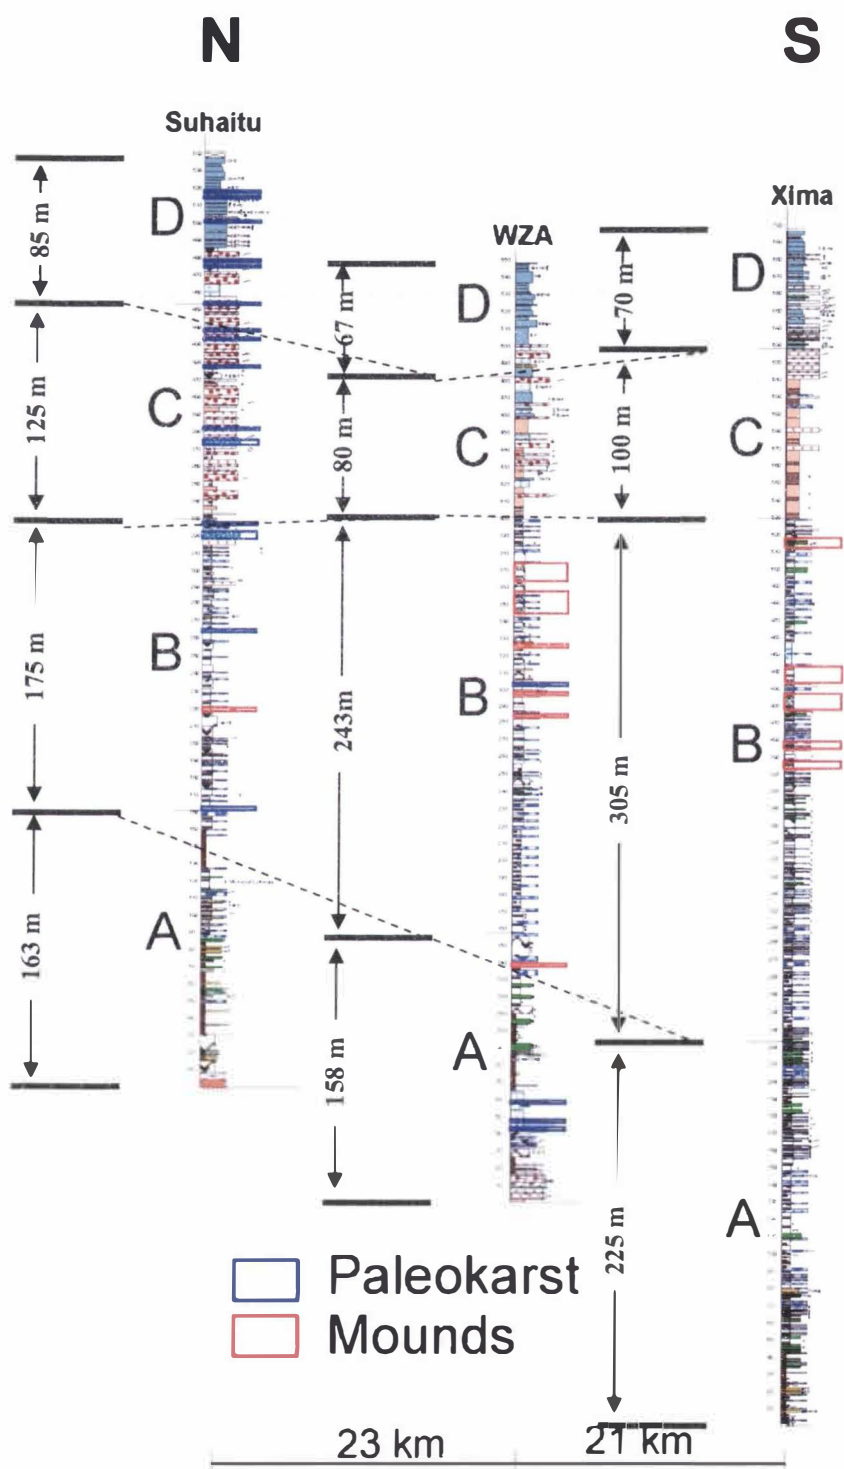 N
S
Suhaitu
WZA
Xima
D
D
D
85 m
67 m
70 m
C
C
C
125 m
80 m
100 m
B
B
B
175 m
243m
305 m
A
A
A
163 m
158 m
225 m
Paleokarst
Mounds
23 km
21 km